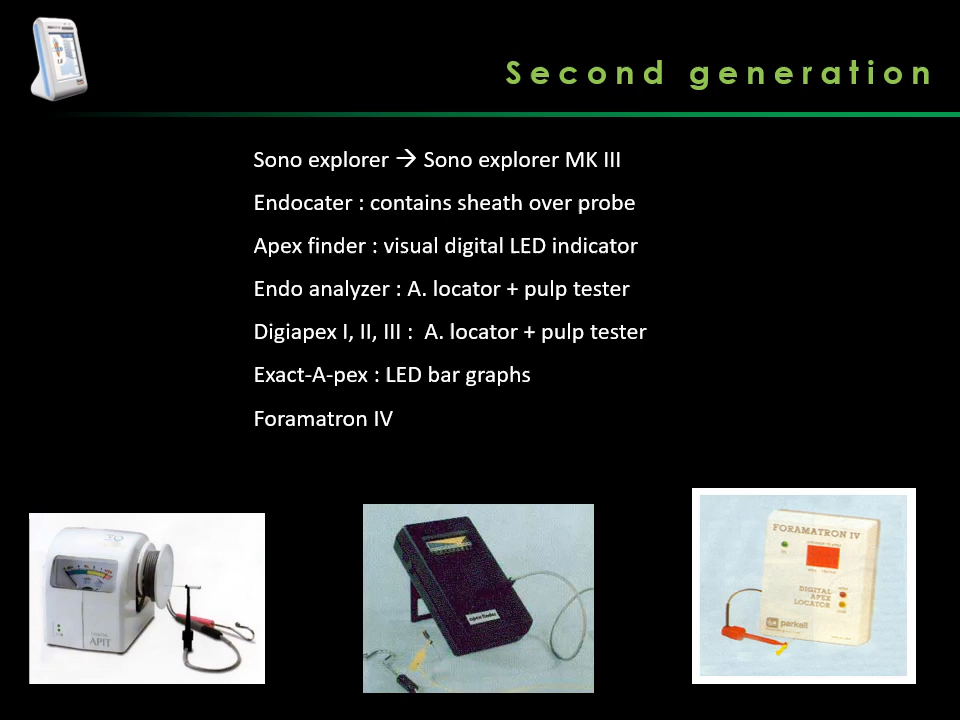 Second generation
Sono explorer → Sono explorer MK III
Endocater : contains sheath over probe
Apex finder : visual digital LED indicator
Endo analyzer : A. locator + pulp tester
Digiapex I, II, III : A. locator + pulp tester
Exact-A-pex : LED bar graphs
Foramatron IV
APIT
apex finder
FORAMATRON IV
DIGITAL
APEX
LOCATOR
parkell